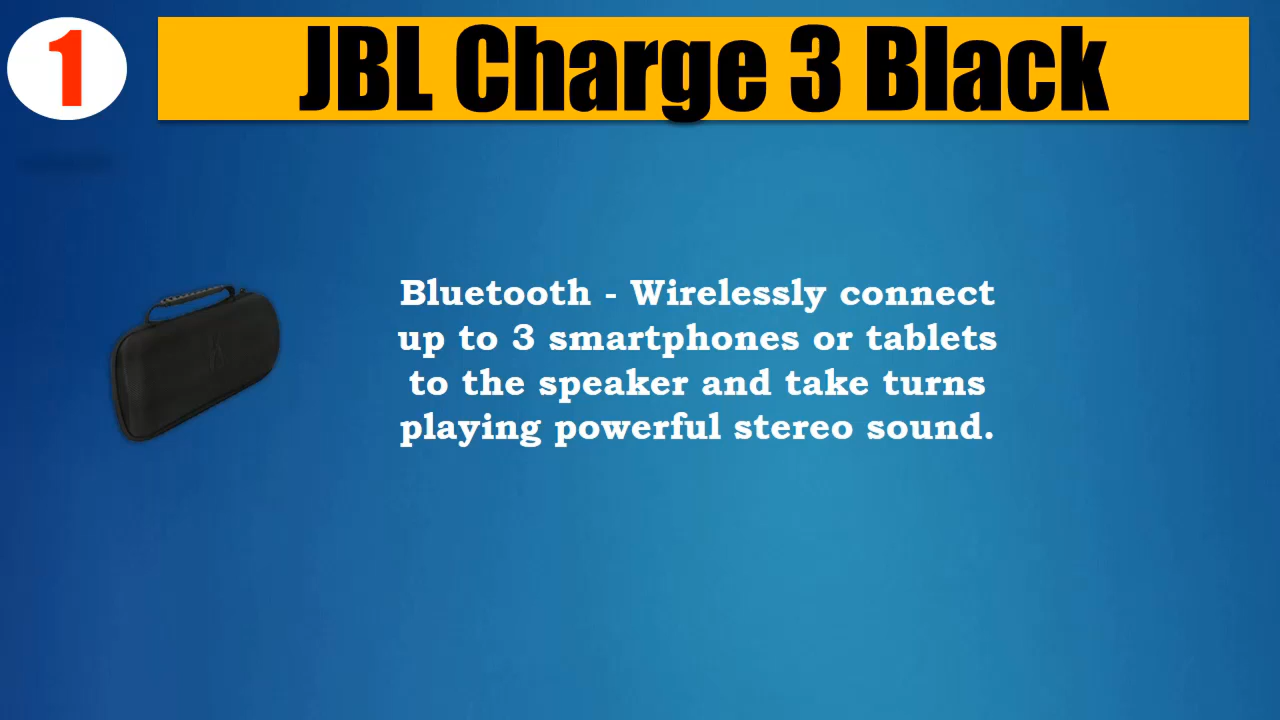 1
JBL Charge 3 Black
Bluetooth - Wirelessly connect
up to 3 smartphones or tablets
to the speaker and take turns
playing powerful stereo sound.